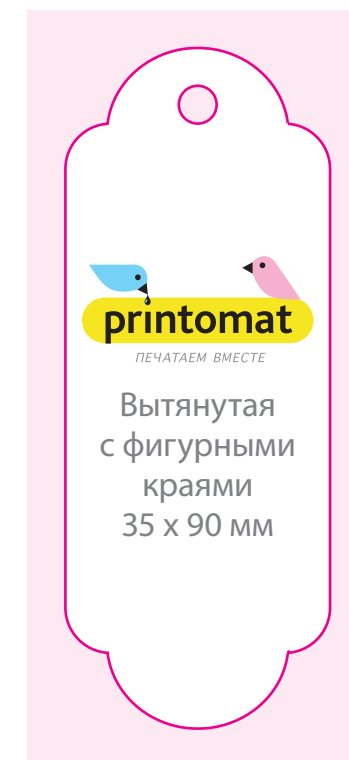 printomat
ПЕЧАТАЕМ ВМЕСТЕ
Вытянутая
с фигурными
краями
35 х 90 мм